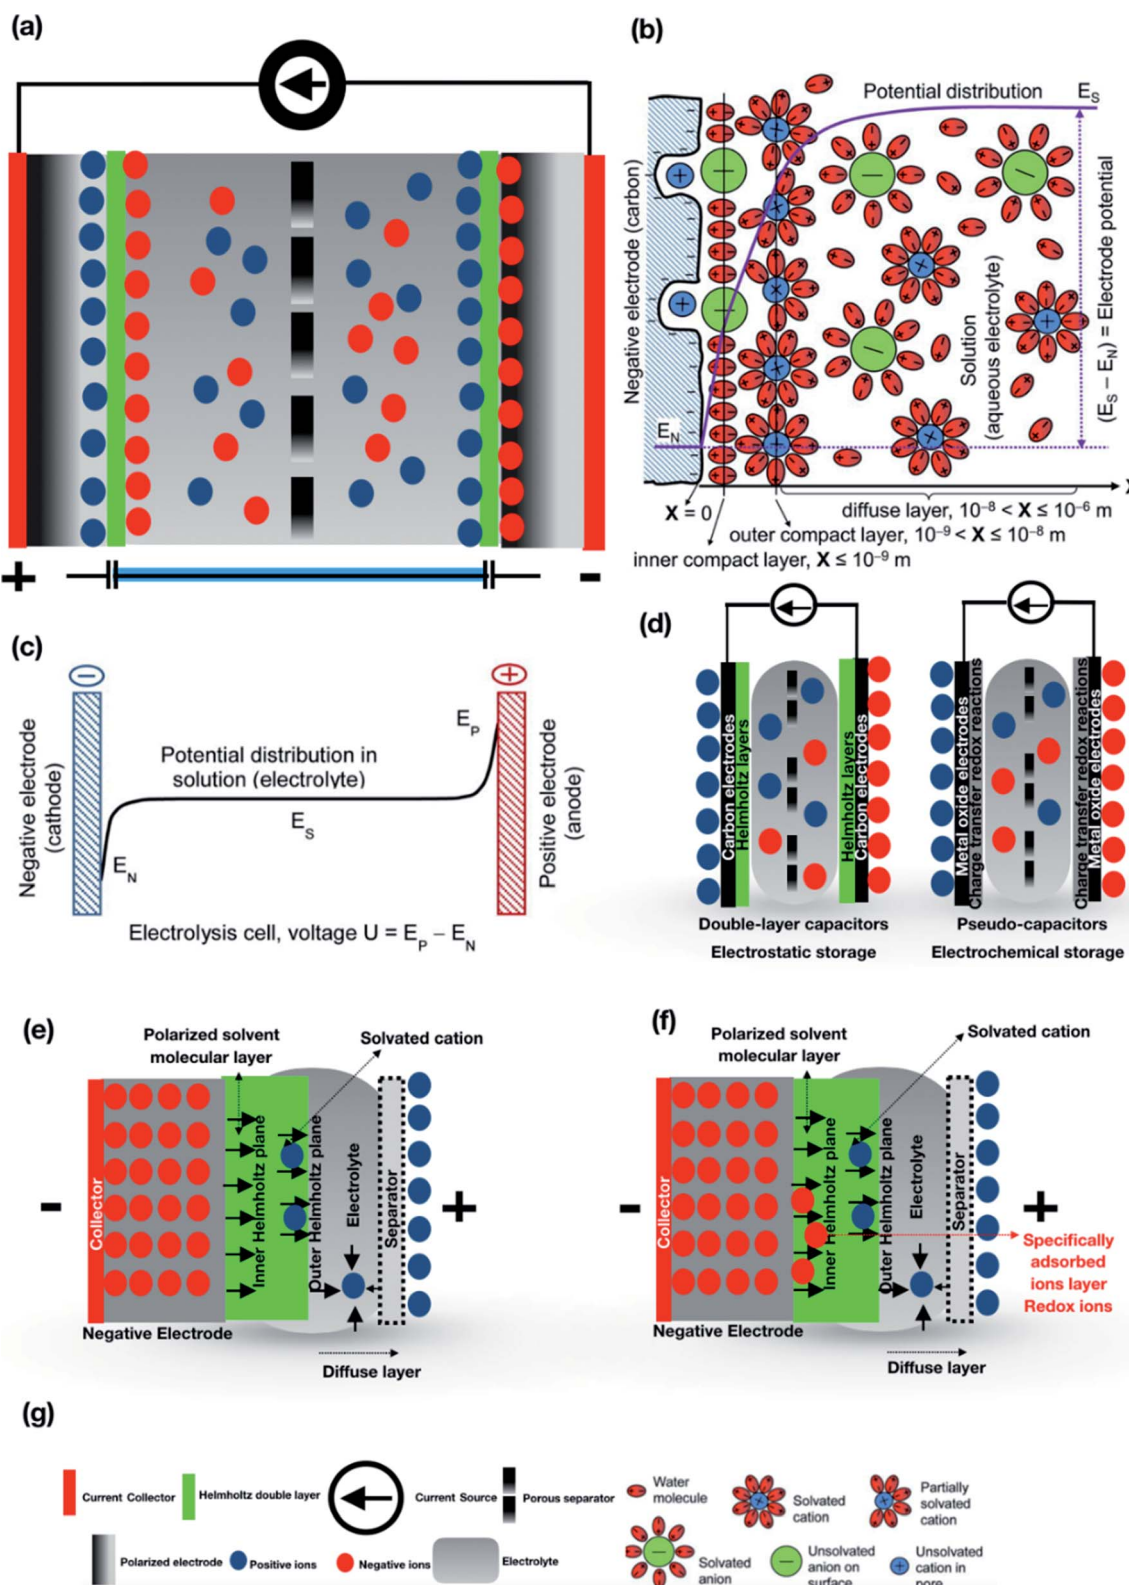 (a)
+
-
(b)
Potential distribution
E_S
Negative electrode (carbon)
Solution
(aqueous electrolyte)
(E_S – E_N) = Electrode potential
E_N
X
X = 0
diffuse layer, 10⁻⁸ < X ≤ 10⁻⁶ m
outer compact layer, 10⁻⁹ < X ≤ 10⁻⁸ m
inner compact layer, X ≤ 10⁻⁹ m
(c)
Negative electrode
(cathode)
E_N
Potential distribution in
solution (electrolyte)
E_S
E_P
Positive electrode
(anode)
Electrolysis cell, voltage U = E_P – E_N
(d)
Carbon electrodes
Helmholtz layers
Helmholtz layers
Carbon electrodes
Double-layer capacitors
Electrostatic storage
Metal oxide electrodes
Charge transfer redox reactions
Charge transfer redox reactions
Metal oxide electrodes
Pseudo-capacitors
Electrochemical storage
(e)
Polarized solvent
molecular layer
Solvated cation
-
Collector
Inner Helmholtz plane
Outer Helmholtz plane
Electrolyte
Separator
+
Negative Electrode
Diffuse layer
(f)
Polarized solvent
molecular layer
Solvated cation
-
Collector
Inner Helmholtz plane
Outer Helmholtz plane
Electrolyte
Separator
+
Specifically
adsorbed
ions layer
Redox ions
Negative Electrode
Diffuse layer
(g)
Current Collector
Helmholtz double layer
Current Source
Porous separator
Water
molecule
Solvated
cation
Partially
solvated
cation
Polarized electrode
Positive ions
Negative ions
Electrolyte
Solvated
anion
Unsolvated
anion on
surface
Unsolvated
cation in
pore